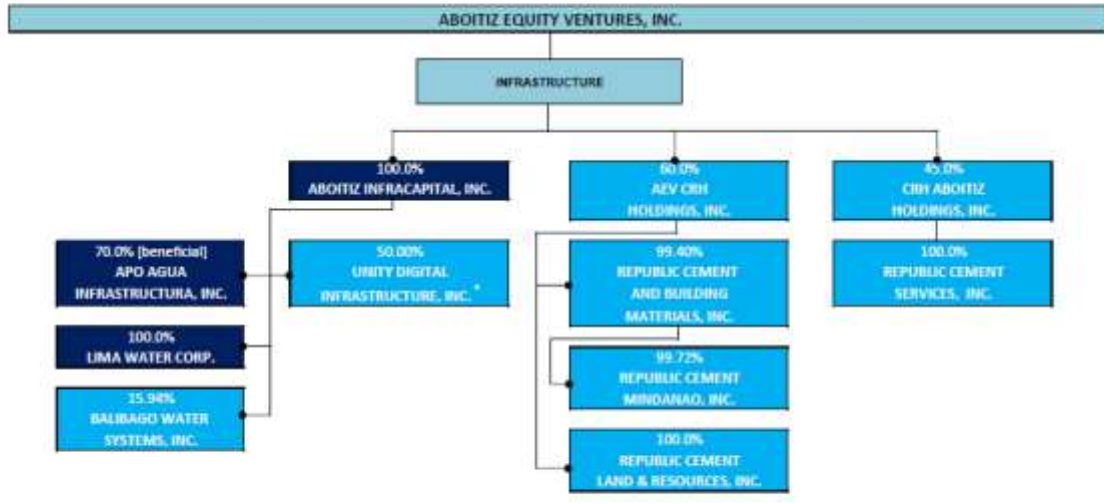 ABOITIZ EQUITY VENTURES, INC.
INFRASTRUCTURE
100.0%
ABOITIZ INFRACAPITAL, INC.
60.0%
AEV CRH
HOLDINGS, INC.
45.0%
CRH ABOITIZ
HOLDINGS, INC.
70.0% [beneficial]
APO AGUA
INFRASTRUCTURA, INC.
50.00%
UNITY DIGITAL
INFRASTRUCTURE, INC. *
99.40%
REPUBLIC CEMENT
AND BUILDING
MATERIALS, INC.
100.0%
REPUBLIC CEMENT
SERVICES, INC.
100.0%
LIMA WATER CORP.
99.72%
REPUBLIC CEMENT
MINDANAO, INC.
15.94%
BALIBAGO WATER
SYSTEMS, INC.
100.0%
REPUBLIC CEMENT
LAND & RESOURCES, INC.